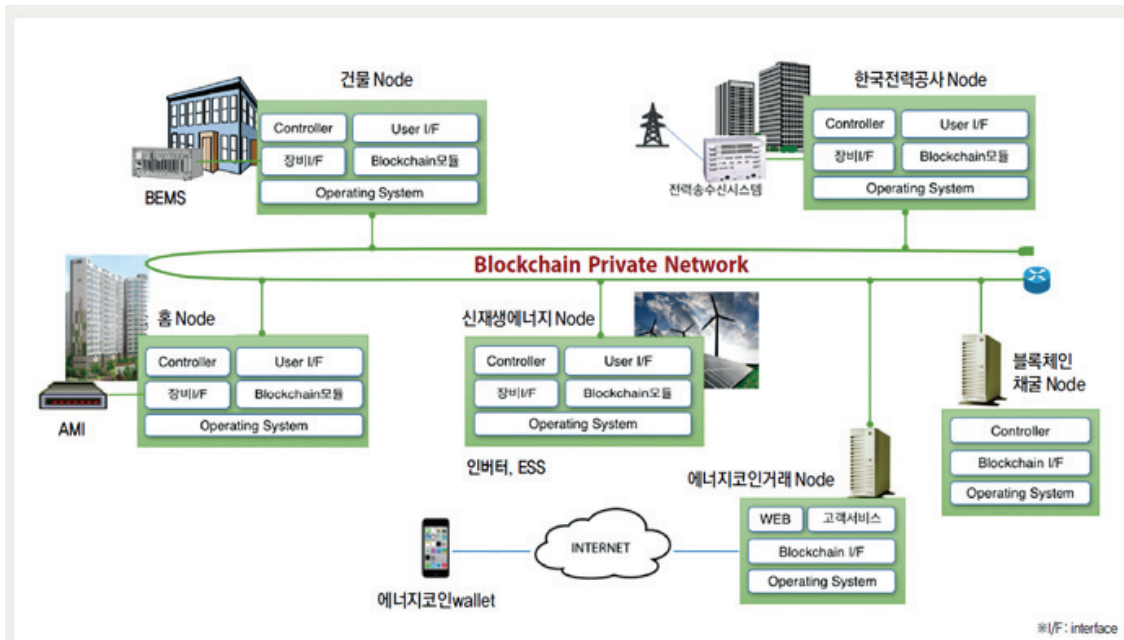 건물 Node
Controller
User I/F
장비I/F
Blockchain모듈
Operating System
BEMS
한국전력공사 Node
Controller
User I/F
장비I/F
Blockchain모듈
Operating System
전력송수신시스템
Blockchain Private Network
홈 Node
Controller
User I/F
장비I/F
Blockchain모듈
Operating System
AMI
신재생에너지 Node
Controller
User I/F
장비I/F
Blockchain모듈
Operating System
인버터, ESS
블록체인
채굴 Node
Controller
Blockchain I/F
Operating System
에너지코인거래 Node
WEB
고객서비스
Blockchain I/F
Operating System
INTERNET
에너지코인wallet
※I/F: interface